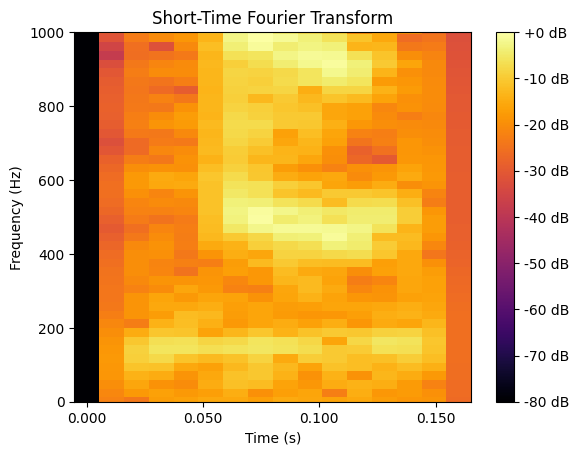 Short-Time Fourier Transform
1000
800
600
400
200
0
Frequency (Hz)
0.000
0.050
0.100
0.150
Time (s)
+0 dB
-10 dB
-20 dB
-30 dB
-40 dB
-50 dB
-60 dB
-70 dB
-80 dB